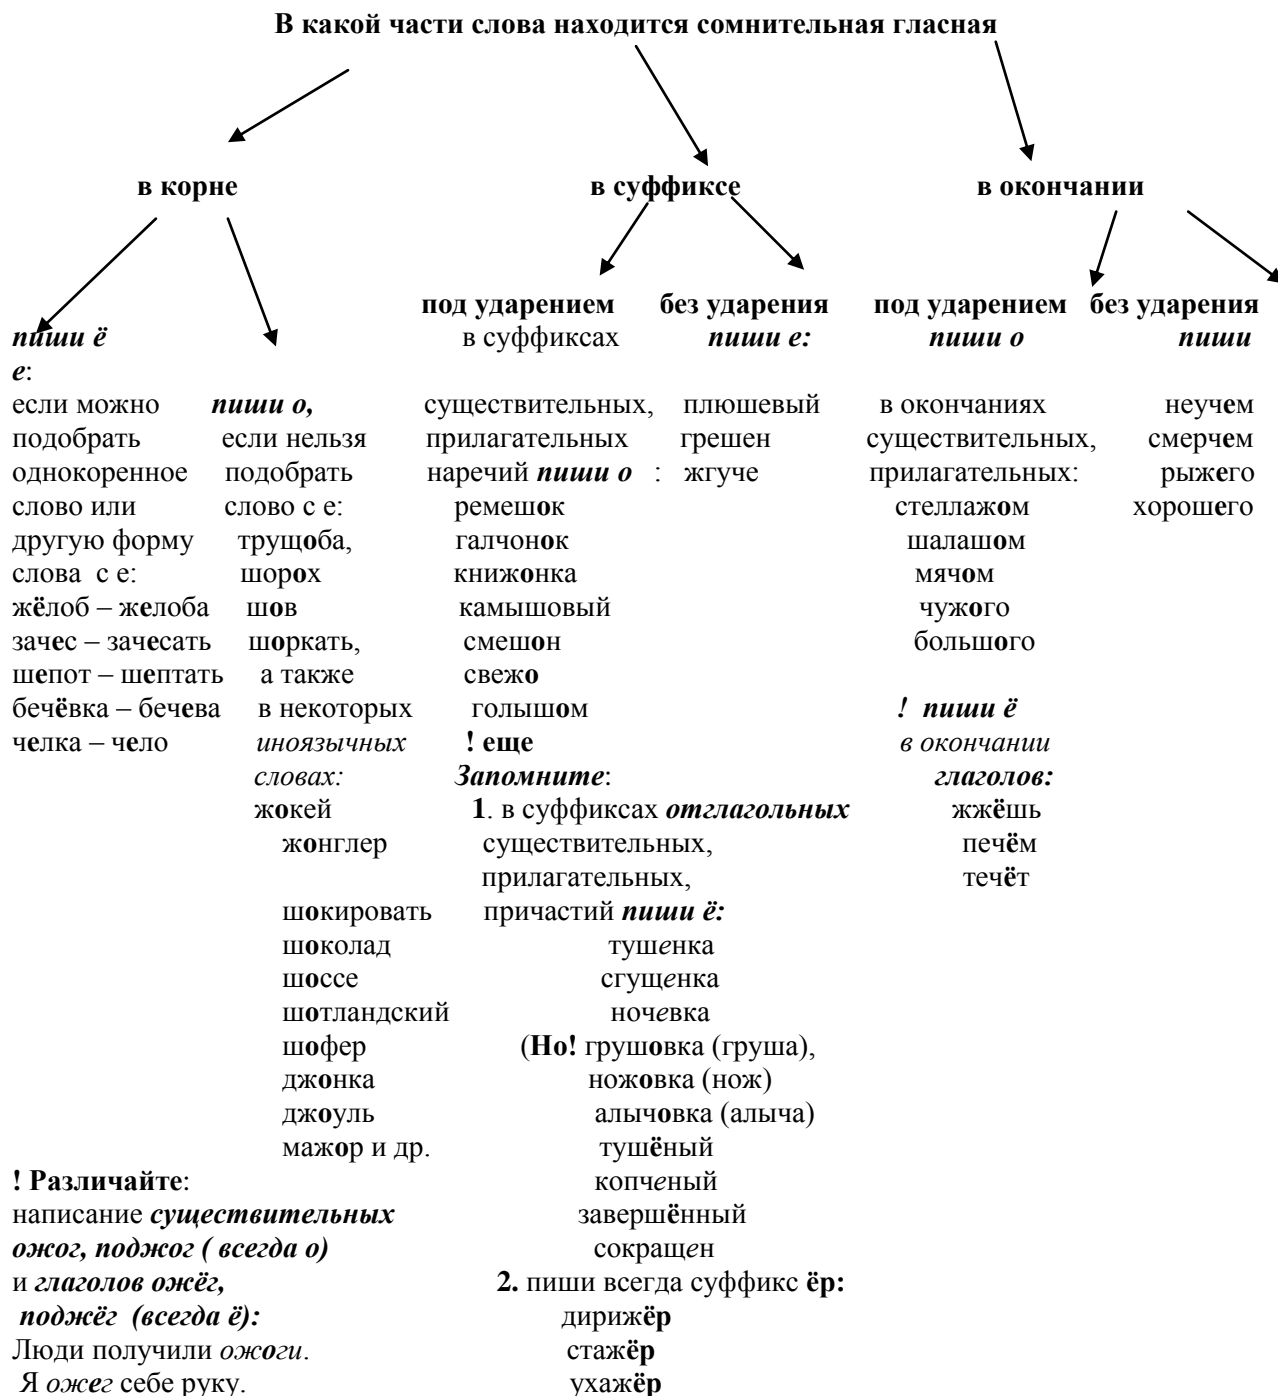 В какой части слова находится сомнительная гласная
в корне в суффиксе в окончании
под ударением без ударения под ударением без ударения
пиши ё в суффиксах пиши е: пиши о пиши
е:
если можно пиши о, существительных, плюшевый в окончаниях неучем
подобрать если нельзя прилагательных грешен существительных, смерчем
однокоренное подобрать наречий пиши о : жгуче прилагательных: рыжего
слово или слово с е: ремешок стеллажом хорошего
другую форму трущоба, галчонок шалашом
слова с е: шорох книжонка мячом
жёлоб – желоба шов камышовый чужого
зачес – зачесать шоркать, смешон большого
шепот – шептать а также свежо
бечёвка – бечева в некоторых голышом ! пиши ё
челка – чело иноязычных ! еще в окончании
словах: Запомните: глаголов:
жокей 1. в суффиксах отглагольных жжёшь
жонглер существительных, печём
прилагательных, течёт
шокировать причастий пиши ё:
шоколад тушенка
шоссе сгущенка
шотландский ночевка
шофер (Но! грушовка (груша),
джонка ножовка (нож)
джоуль алычовка (алыча)
мажор и др. тушёный
! Различайте: копченый
написание существительных завершённый
ожог, поджог ( всегда о) сокращен
и глаголов ожёг, 2. пиши всегда суффикс ёр:
поджёг (всегда ё): дирижёр
Люди получили ожоги. стажёр
Я ожег себе руку. ухажёр